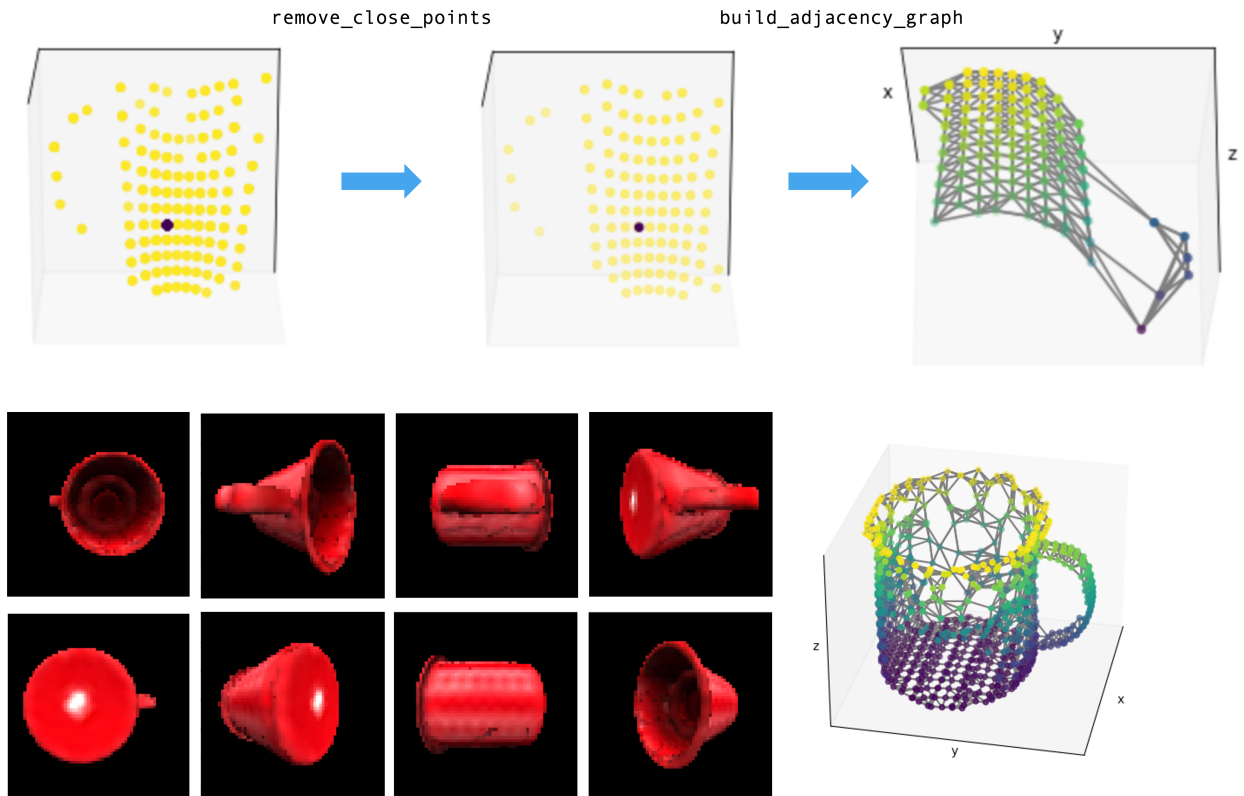 remove_close_points
build_adjacency_graph
y
x
z
z
x
y